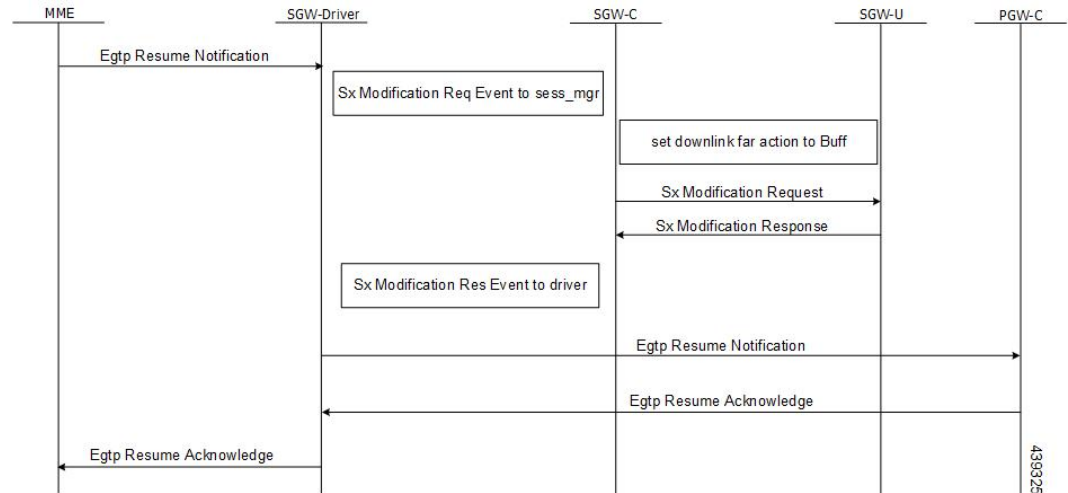 MME
SGW-Driver
SGW-C
SGW-U
PGW-C
Egtp Resume Notification
Sx Modification Req Event to sess_mgr
set downlink far action to Buff
Sx Modification Request
Sx Modification Response
Sx Modification Res Event to driver
Egtp Resume Notification
Egtp Resume Acknowledge
Egtp Resume Acknowledge
439325